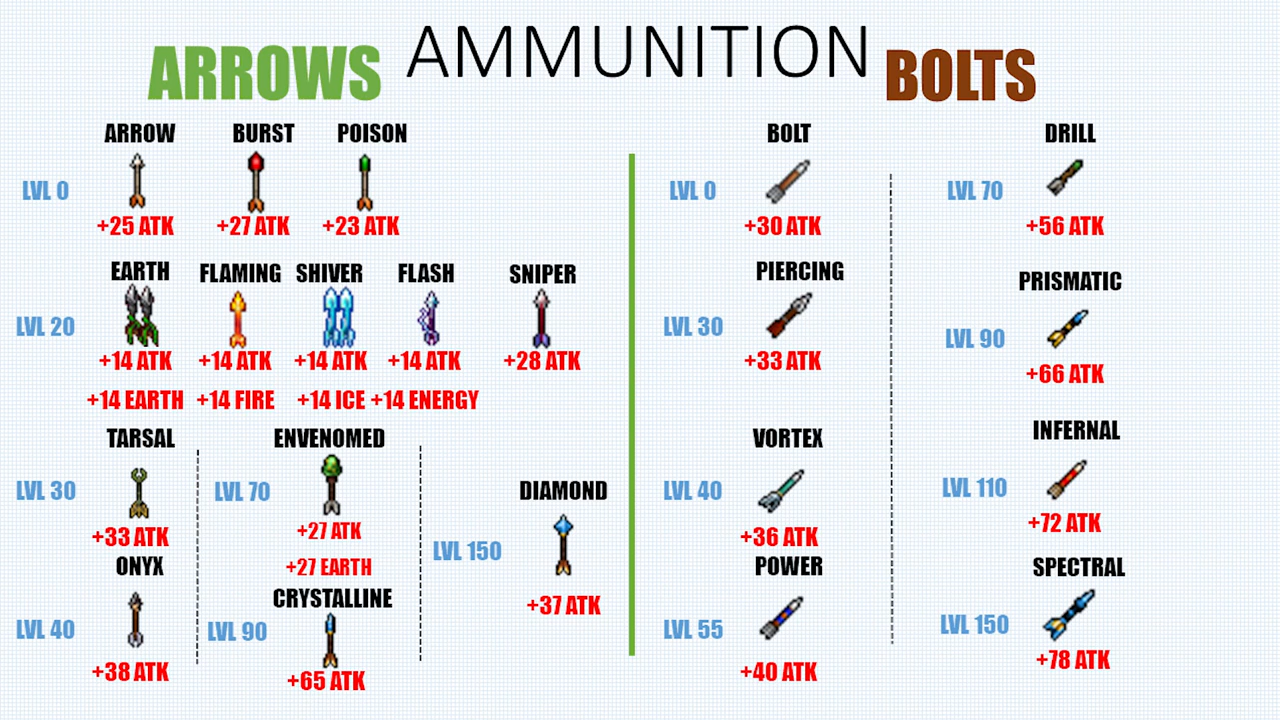 AMMUNITION
ARROWS
BOLTS
ARROW BURST POISON
LVL 0
+25 ATK +27 ATK +23 ATK
EARTH FLAMING SHIVER FLASH SNIPER
LVL 20
+14 ATK +14 ATK +14 ATK +14 ATK +28 ATK
+14 EARTH +14 FIRE +14 ICE +14 ENERGY
TARSAL
LVL 30
+33 ATK
ONYX
LVL 40
+38 ATK
ENVENOMED
LVL 70
+27 ATK
+27 EARTH
CRYSTALLINE
LVL 90
+65 ATK
DIAMOND
LVL 150
+37 ATK
BOLT
LVL 0
+30 ATK
PIERCING
LVL 30
+33 ATK
VORTEX
LVL 40
+36 ATK
POWER
LVL 55
+40 ATK
DRILL
LVL 70
+56 ATK
PRISMATIC
LVL 90
+66 ATK
INFERNAL
LVL 110
+72 ATK
SPECTRAL
LVL 150
+78 ATK